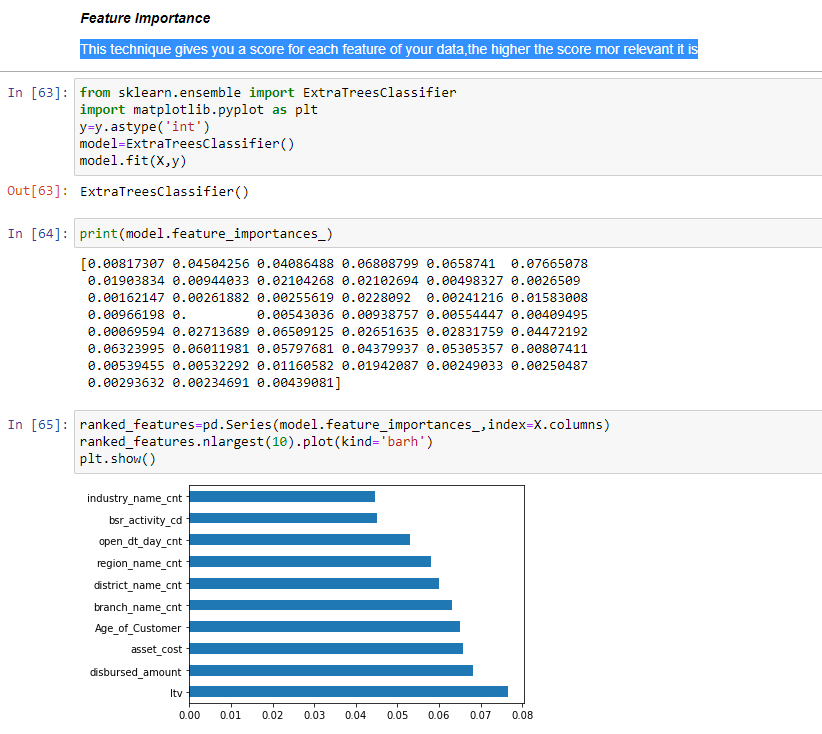 Feature Importance
This technique gives you a score for each feature of your data,the higher the score mor relevant it is
In [63]: from sklearn.ensemble import ExtraTreesClassifier
import matplotlib.pyplot as plt
y=y.astype('int')
model=ExtraTreesClassifier()
model.fit(X,y)
Out[63]: ExtraTreesClassifier()
In [64]: print(model.feature_importances_)
[0.00817307 0.04504256 0.04086488 0.06808799 0.0658741  0.07665078
0.01903834 0.00944033 0.02104268 0.02102694 0.00498327 0.0026509
0.00162147 0.00261882 0.00255619 0.0228092  0.00241216 0.01583008
0.00966198 0.         0.00543036 0.00938757 0.00554447 0.00409495
0.00069594 0.02713689 0.06509125 0.02651635 0.02831759 0.04472192
0.06323995 0.06011981 0.05797681 0.04379937 0.05305357 0.00807411
0.00539455 0.00532292 0.01160582 0.01942087 0.00249033 0.00250487
0.00293632 0.00234691 0.00439081]
In [65]: ranked_features=pd.Series(model.feature_importances_,index=X.columns)
ranked_features.nlargest(10).plot(kind='barh')
plt.show()
industry_name_cnt
bsr_activity_cd
open_dt_day_cnt
region_name_cnt
district_name_cnt
branch_name_cnt
Age_of_Customer
asset_cost
disbursed_amount
ltv
0.00 0.01 0.02 0.03 0.04 0.05 0.06 0.07 0.08